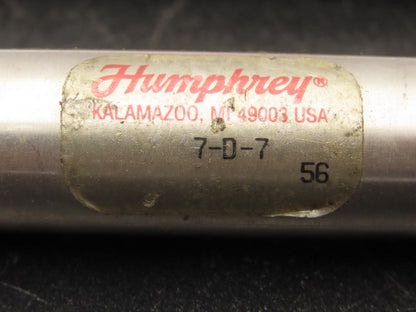 Humphrey®
KALAMAZOO, MI 49003 USA
7-D-7
56